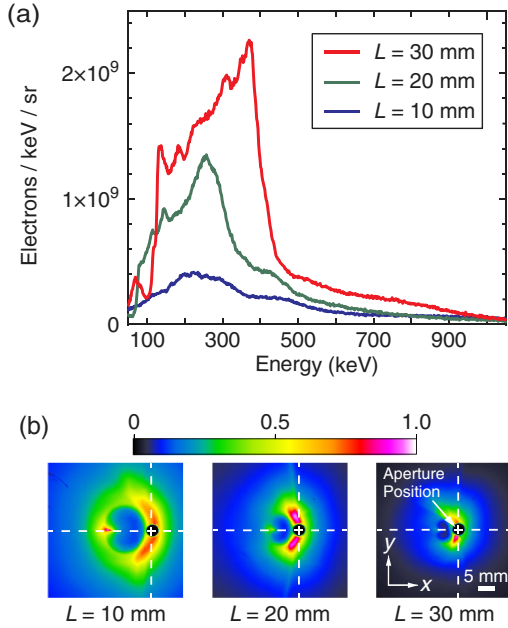 (a)
2×10⁹
1×10⁹
0
Electrons / keV / sr
L = 30 mm
L = 20 mm
L = 10 mm
100 300 500 700 900
Energy (keV)
(b)
0 0.5 1.0
Aperture
Position
y
x
5 mm
L = 10 mm L = 20 mm L = 30 mm